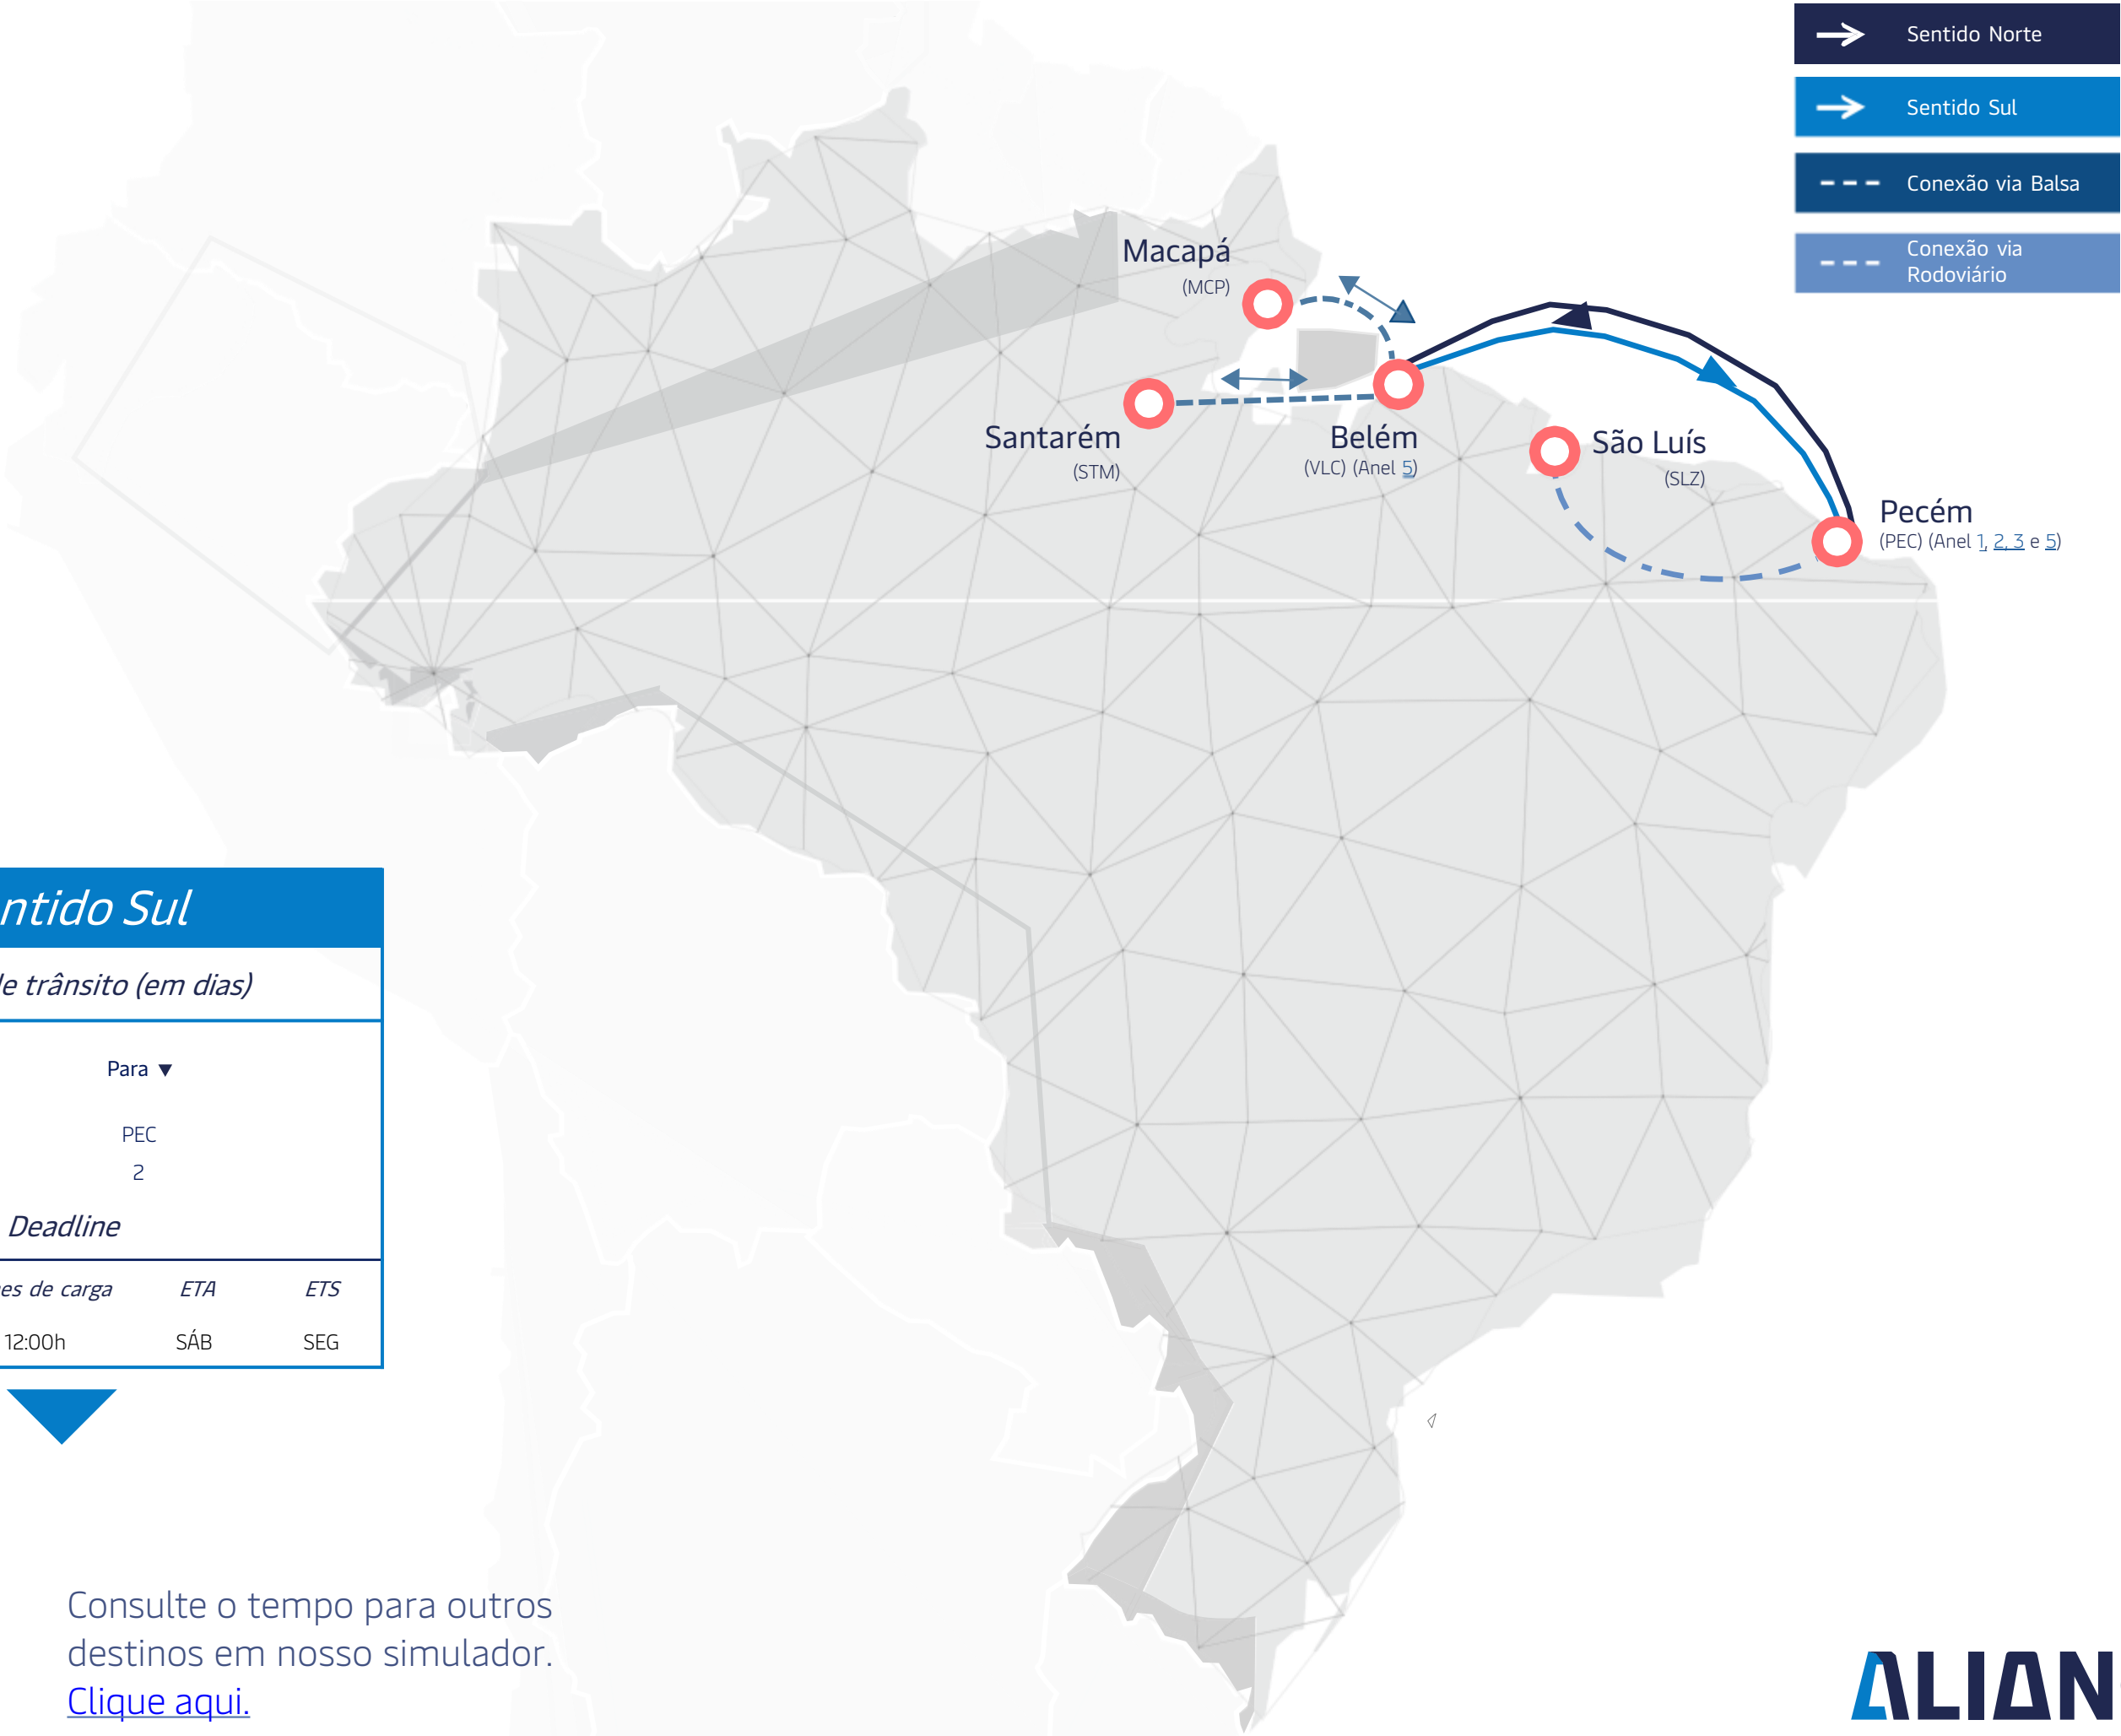 Sentido Norte
Sentido Sul
Conexão via Balsa
Conexão via
Rodoviário
Macapá
(MCP)
Santarém
(STM)
Belém
(VLC) (Anel 5)
São Luís
(SLZ)
Pecém
(PEC) (Anel 1, 2, 3 e 5)
ntido Sul
de trânsito (em dias)
Para ▼
PEC
2
Deadline
es de carga ETA ETS
12:00h SÁB SEG
Consulte o tempo para outros
destinos em nosso simulador.
Clique aqui.
ALIAN